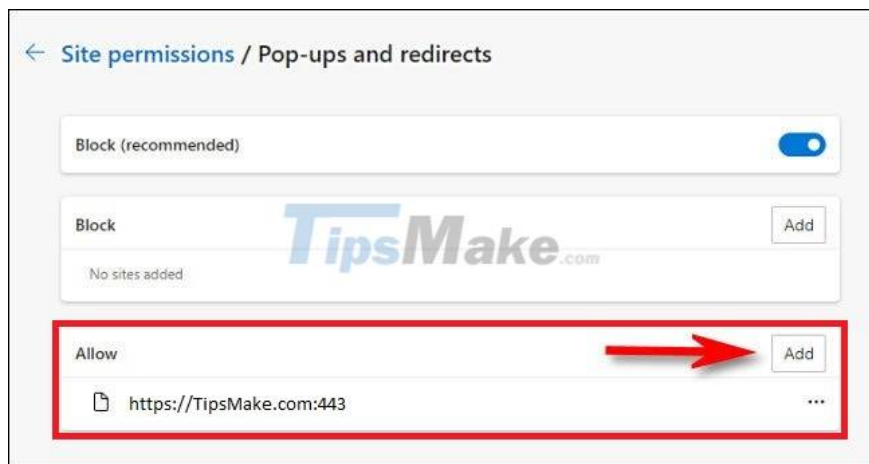 Site permissions / Pop-ups and redirects
Block (recommended)
Block
Add
TipsMake.com
No sites added
Allow
Add
https://TipsMake.com:443